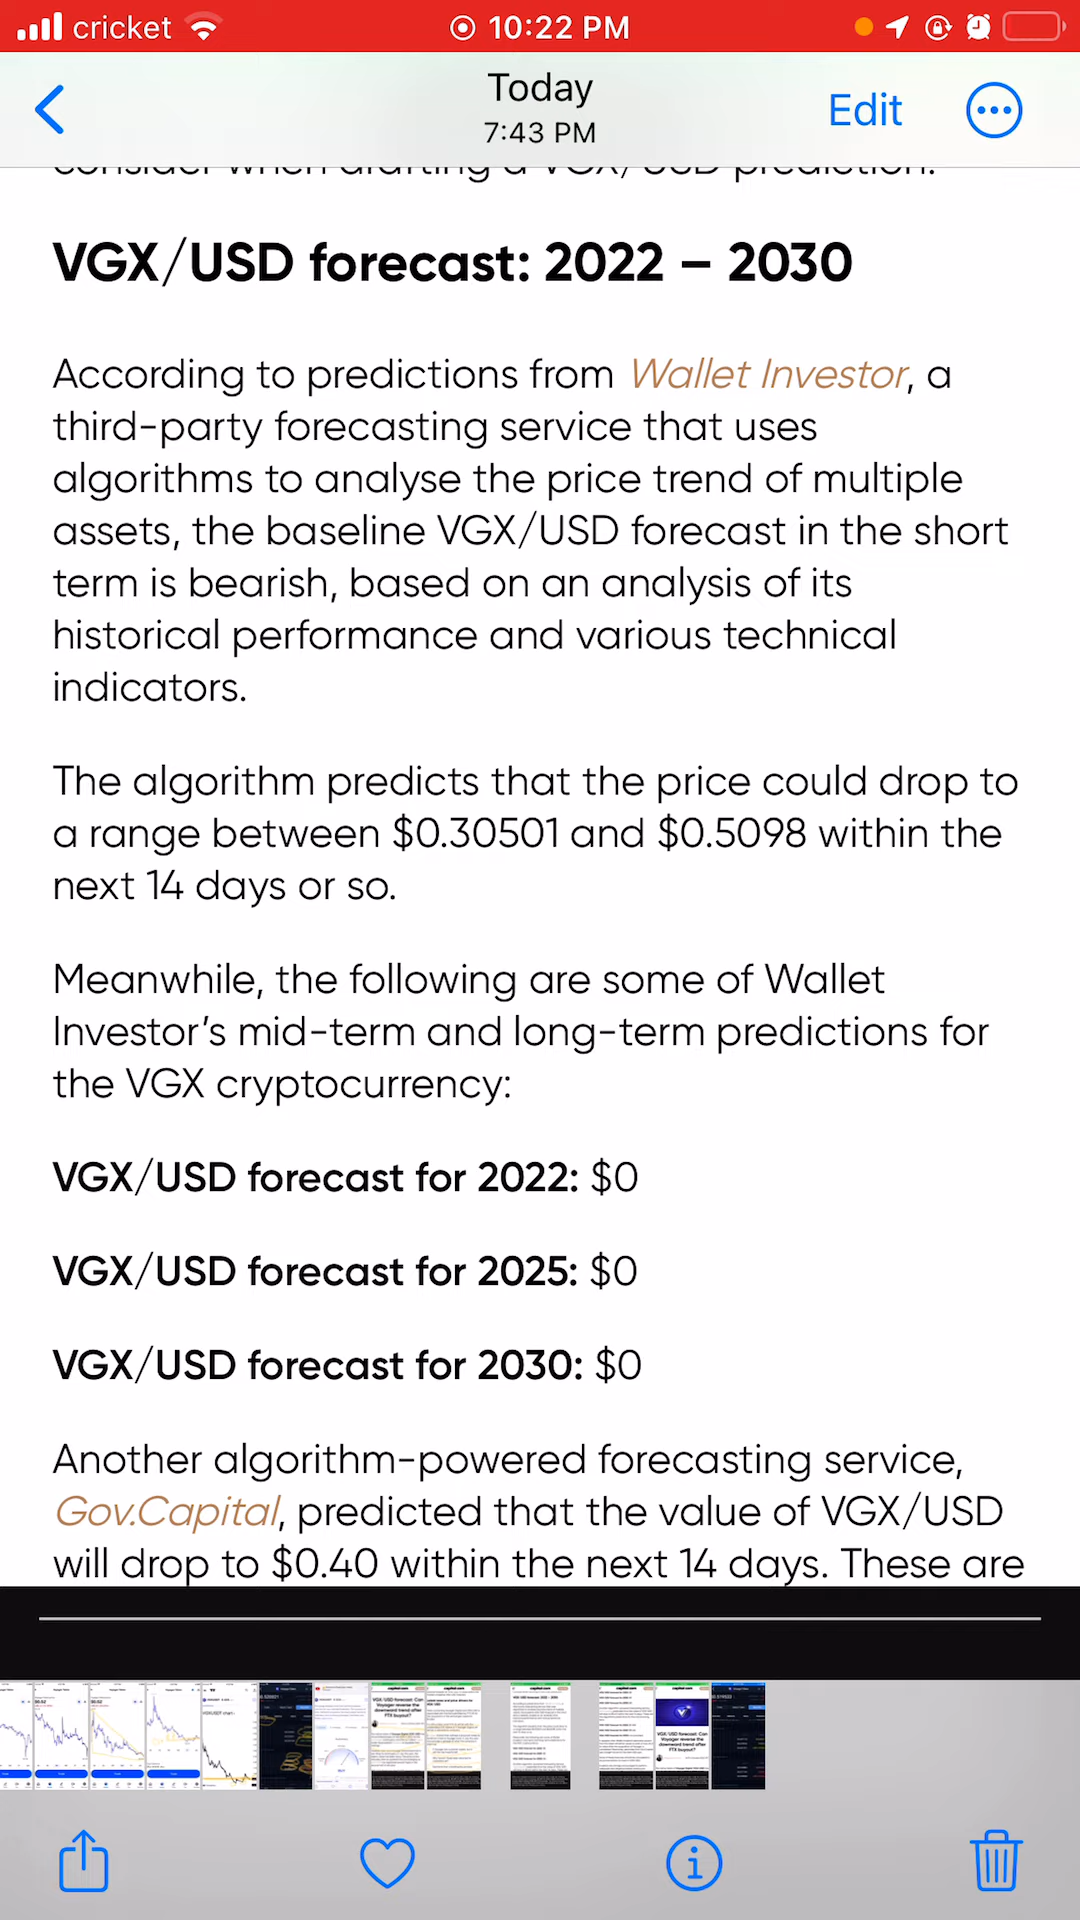 cricket 10:22 PM
Today
7:43 PM
Edit
consider when drafting a VGX/USD prediction.
VGX/USD forecast: 2022 – 2030
According to predictions from Wallet Investor, a
third-party forecasting service that uses
algorithms to analyse the price trend of multiple
assets, the baseline VGX/USD forecast in the short
term is bearish, based on an analysis of its
historical performance and various technical
indicators.
The algorithm predicts that the price could drop to
a range between $0.30501 and $0.5098 within the
next 14 days or so.
Meanwhile, the following are some of Wallet
Investor's mid-term and long-term predictions for
the VGX cryptocurrency:
VGX/USD forecast for 2022: $0
VGX/USD forecast for 2025: $0
VGX/USD forecast for 2030: $0
Another algorithm-powered forecasting service,
Gov.Capital, predicted that the value of VGX/USD
will drop to $0.40 within the next 14 days. These are